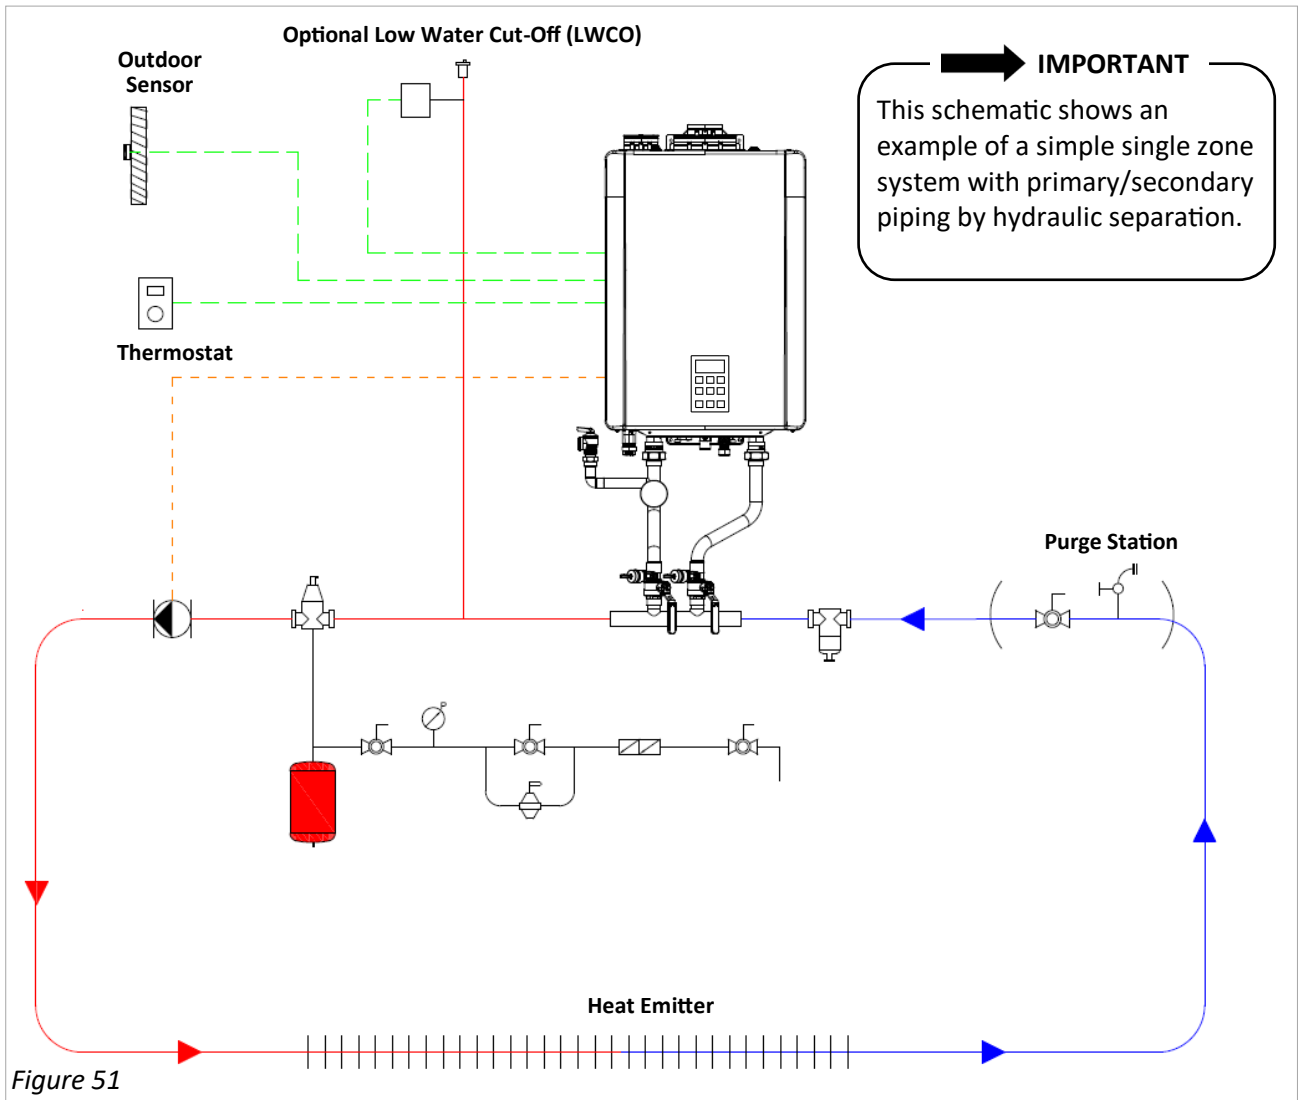 Optional Low Water Cut-Off (LWCO)
Outdoor
Sensor
IMPORTANT
This schematic shows an
example of a simple single zone
system with primary/secondary
piping by hydraulic separation.
Thermostat
Purge Station
Heat Emitter
Figure 51